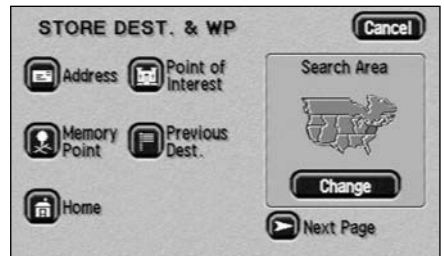 STORE DEST. & WP
Cancel
Address
Point of
Interest
Search Area
Memory
Point
Previous
Dest.
Change
Home
Next Page